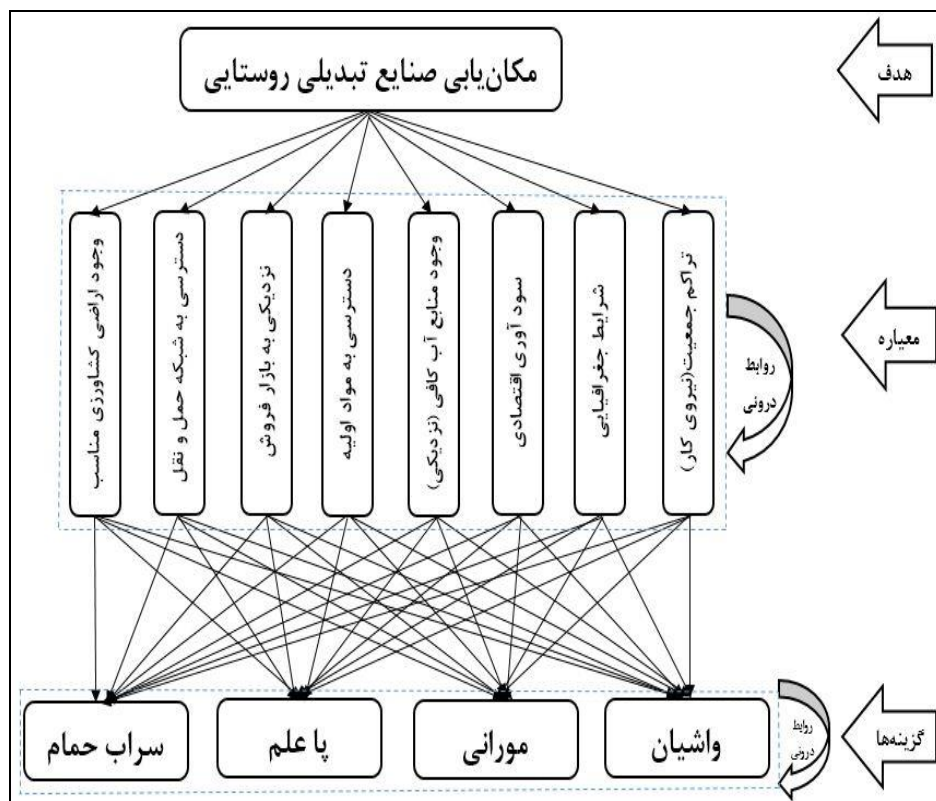 هدف
مکان‌یابی صنایع تبدیلی روستایی
معیاره
تراکم جمعیت(نیروی کار)
شرایط جغرافیایی
سود آوری اقتصادی
وجود منابع آب کافی (نزدیکی)
دسترسی به مواد اولیه
نزدیکی به بازار فروش
دسترسی به شبکه حمل و نقل
وجود اراضی کشاورزی مناسب
روابط
درونی
گزینه‌ها
واشیان
مورانی
پا علم
سراب حمام
روابط
درونی